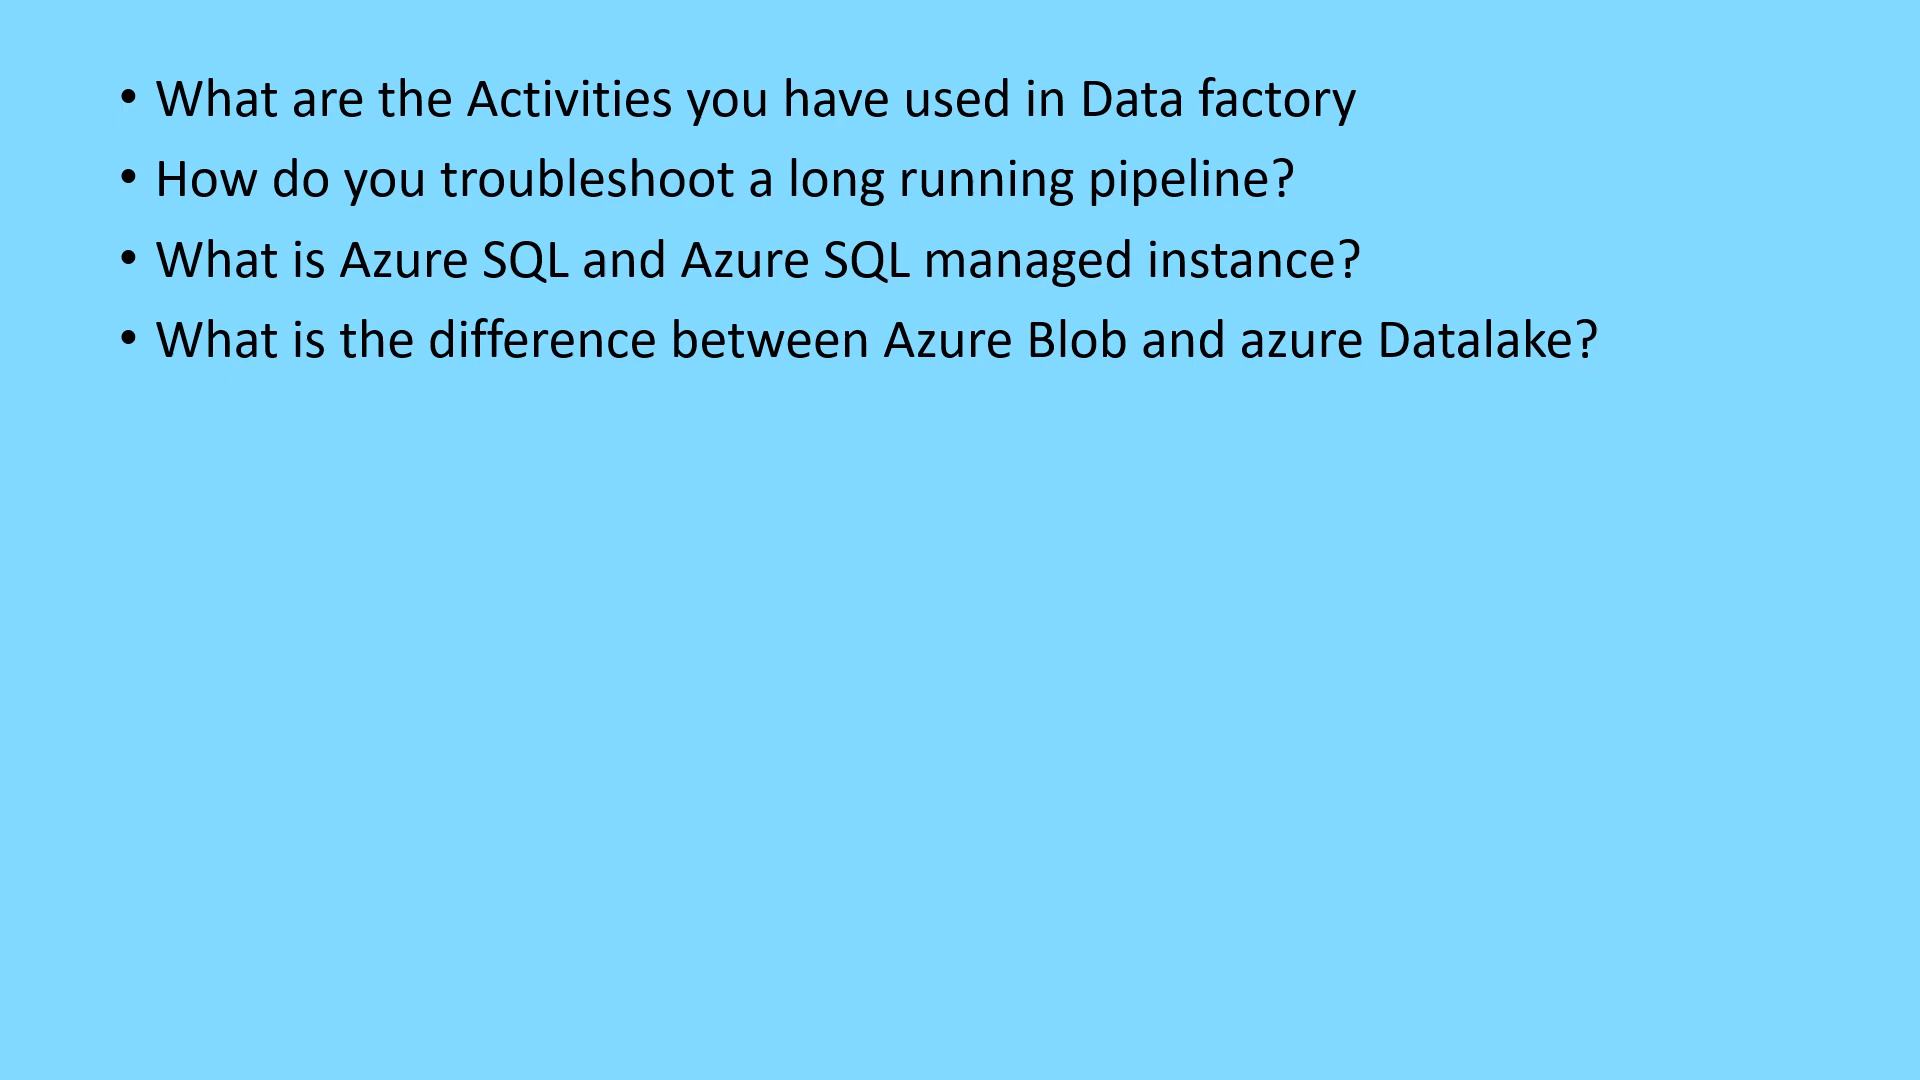 • What are the Activities you have used in Data factory
• How do you troubleshoot a long running pipeline?
• What is Azure SQL and Azure SQL managed instance?
• What is the difference between Azure Blob and azure Datalake?